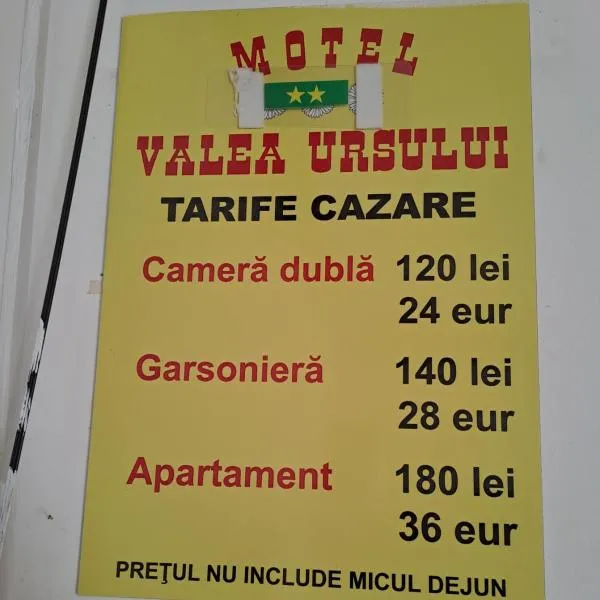 MOTEL
VALEA URSULUI
TARIFE CAZARE
Cameră dublă 120 lei
24 eur
Garsonieră 140 lei
28 eur
Apartament 180 lei
36 eur
PREŢUL NU INCLUDE MICUL DEJUN